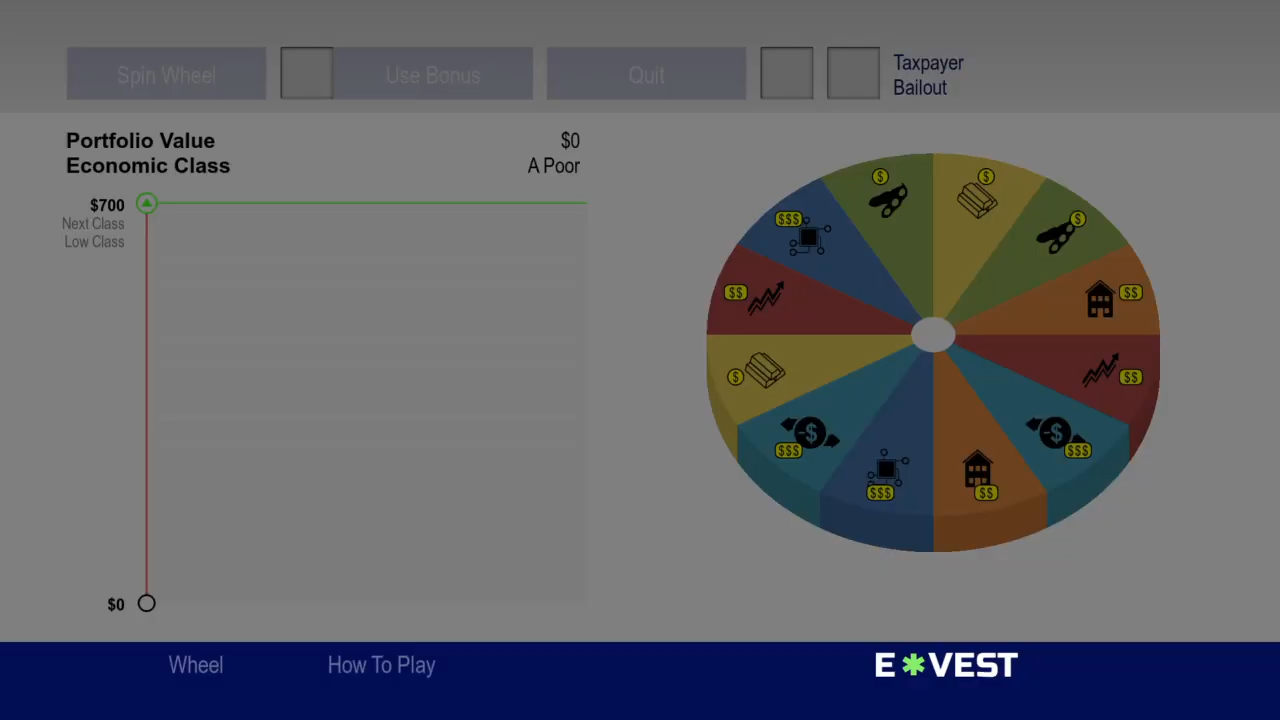 Spin Wheel
Use Bonus
Quit
Taxpayer
Bailout
Portfolio Value $0
Economic Class A Poor
$700
Next Class
Low Class
$0
$
$
$$$
$
$$
$$
$
$$
-$
$$$
-$
$$$
$$$
$$
Wheel
How To Play
E*VEST